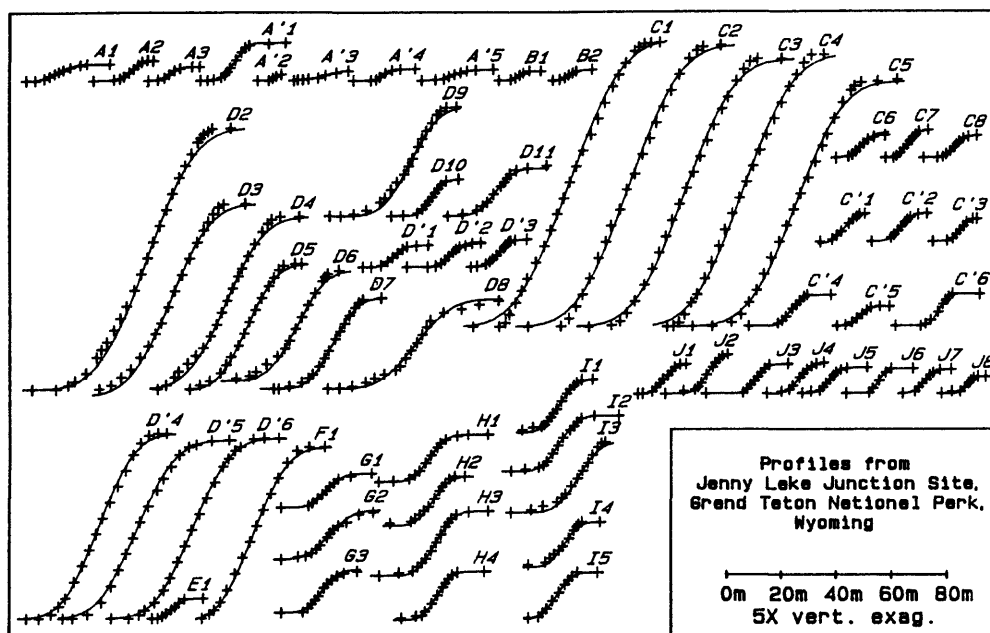 A1 A2 A3 A'1 A'2 A'3 A'4 A'5 B1 B2 C1 C2 C3 C4 C5
D2 D9 C6 C7 C8
D10 D11
D3 D4 D'1 D'2 D'3 C'1 C'2 C'3
D5 D6 D7 D8 C'4 C'5 C'6
I1 J1 J2 J3 J4 J5 J6 J7 J8
D'4 D'5 D'6 F1 H1 I2
G1 H2 I3
G2 H3 I4
E1 G3 H4 I5
Profiles from
Jenny Lake Junction Site,
Grand Teton National Park,
Wyoming
0m 20m 40m 60m 80m
5X vert. exag.